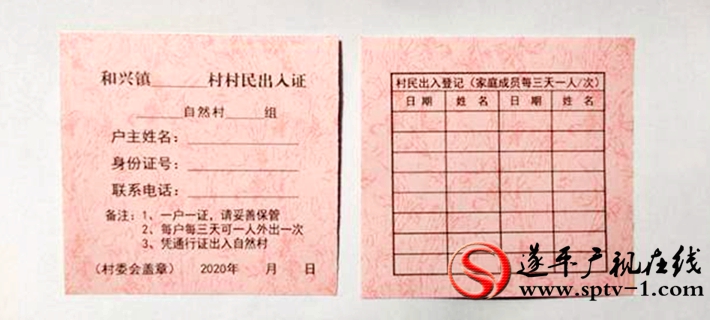 和兴镇______村村民出入证
______自然村____组
户主姓名：
身份证号：
联系电话：
备注：1、一户一证，请妥善保管
2、每户每三天可一人外出一次
3、凭通行证出入自然村
（村委会盖章） 2020年 月 日
村民出入登记（家庭成员每三天一人/次）
日期 姓名 日期 姓名
遂平广视在线
www.sptv-1.com